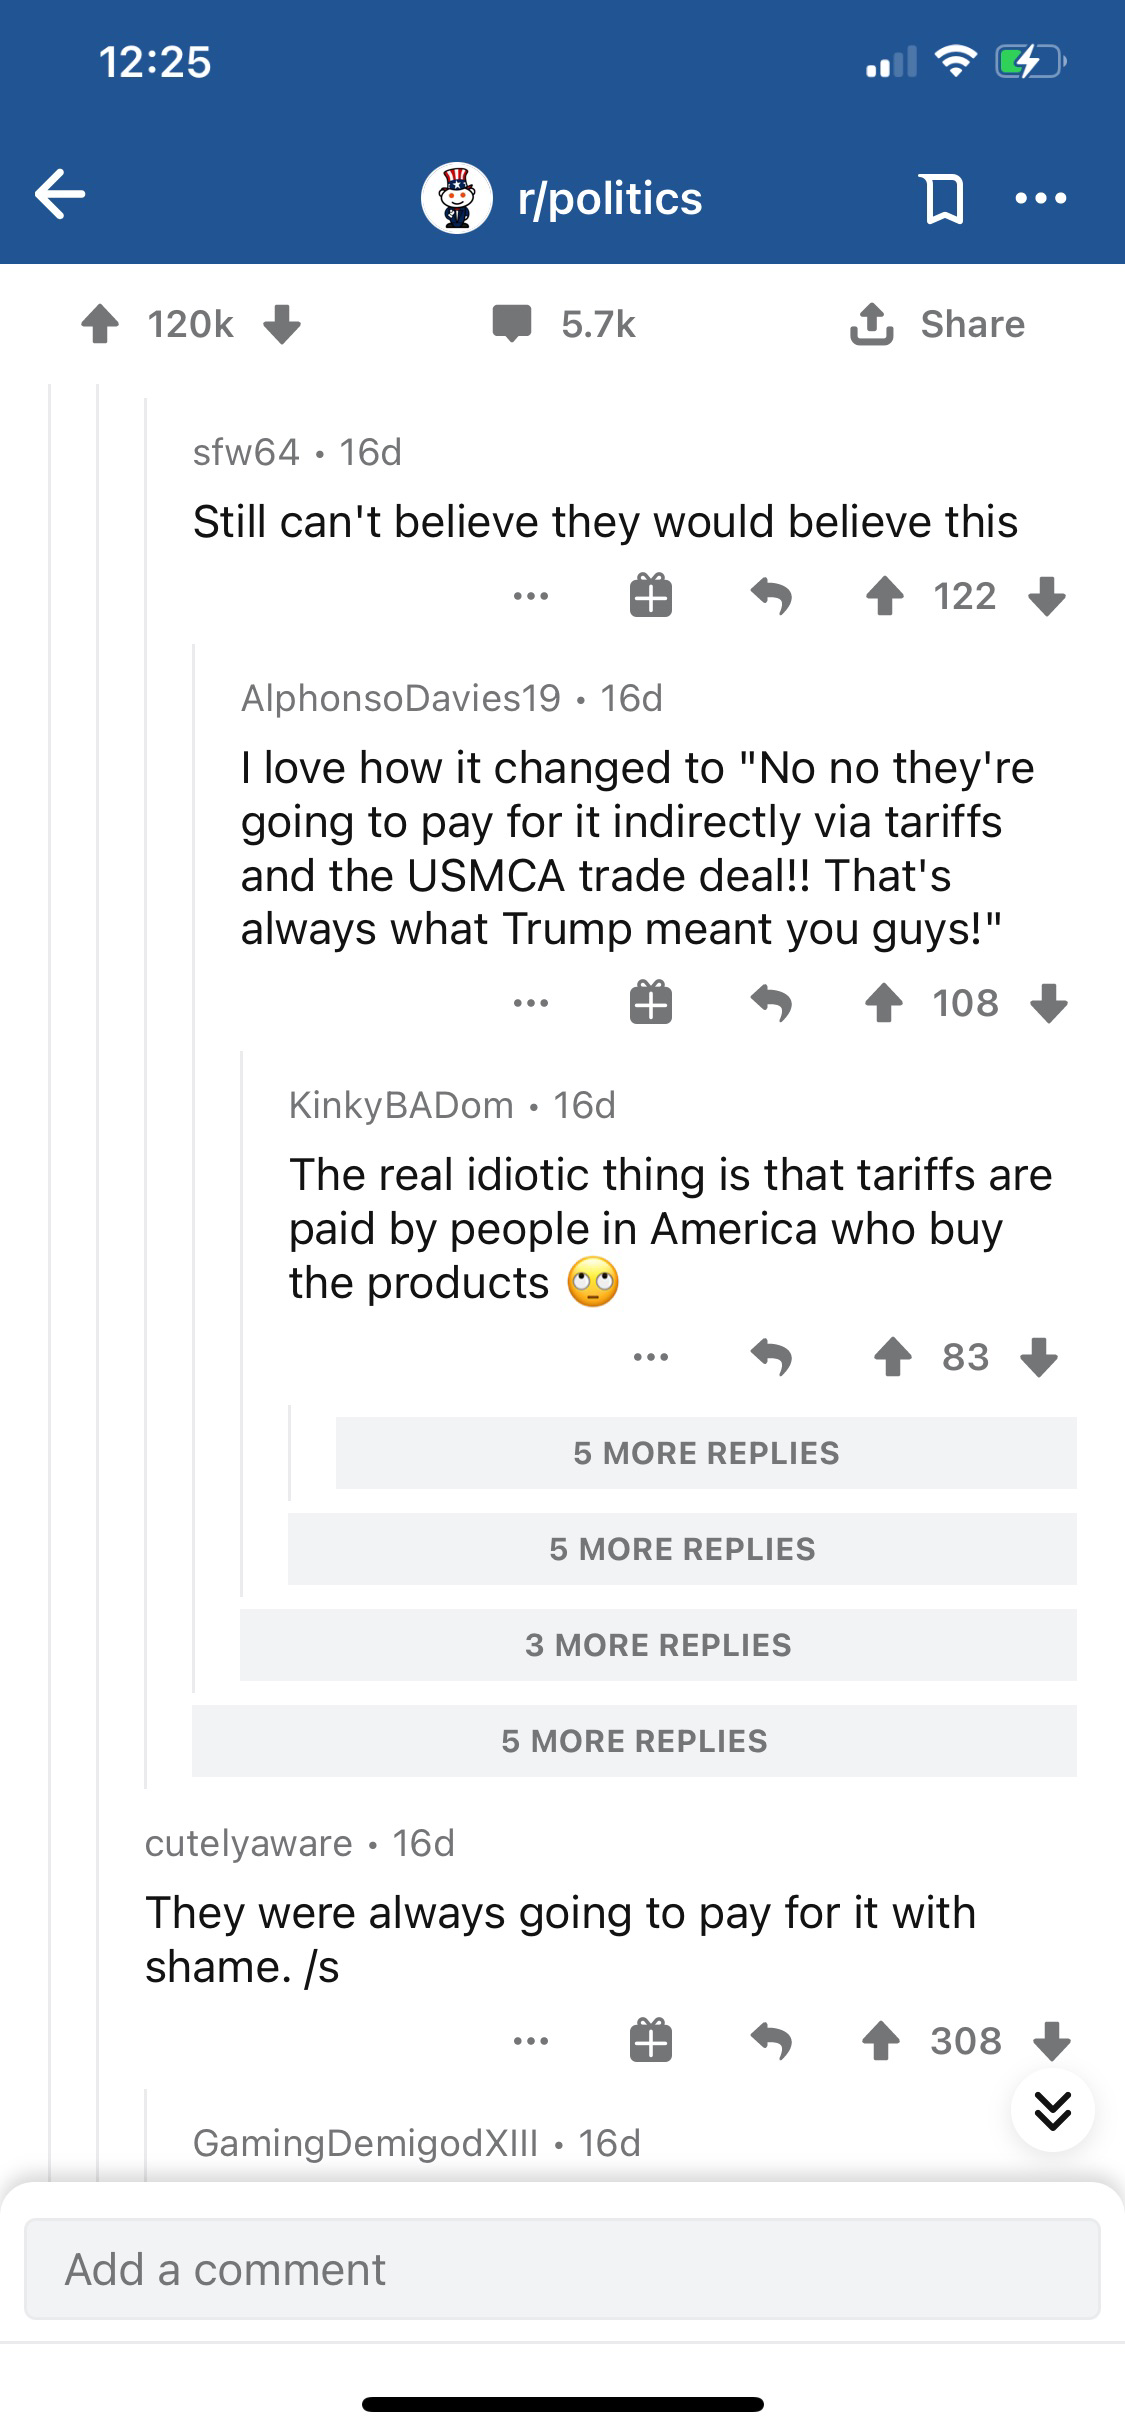 12:25
r/politics
120k
5.7k
Share
sfw64 • 16d
Still can't believe they would believe this
122
AlphonsoDavies19 • 16d
I love how it changed to "No no they're
going to pay for it indirectly via tariffs
and the USMCA trade deal!! That's
always what Trump meant you guys!"
108
KinkyBADom • 16d
The real idiotic thing is that tariffs are
paid by people in America who buy
the products 🙄
83
5 MORE REPLIES
5 MORE REPLIES
3 MORE REPLIES
5 MORE REPLIES
cutelyaware • 16d
They were always going to pay for it with
shame. /s
308
GamingDemigodXIII • 16d
Add a comment